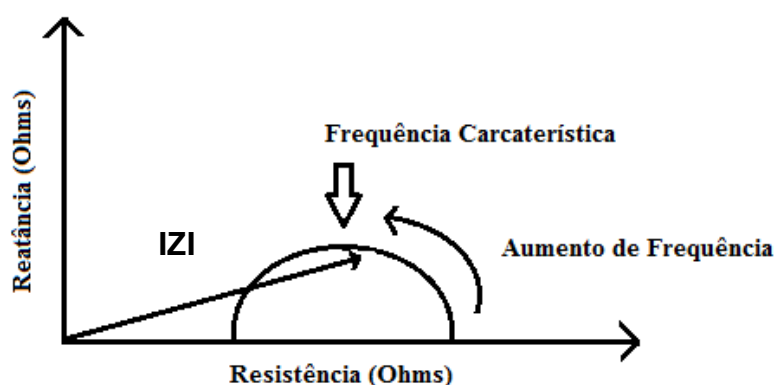 Frequência Carcaterística
IZI
Aumento de Frequência
Reatância (Ohms)
Resistência (Ohms)